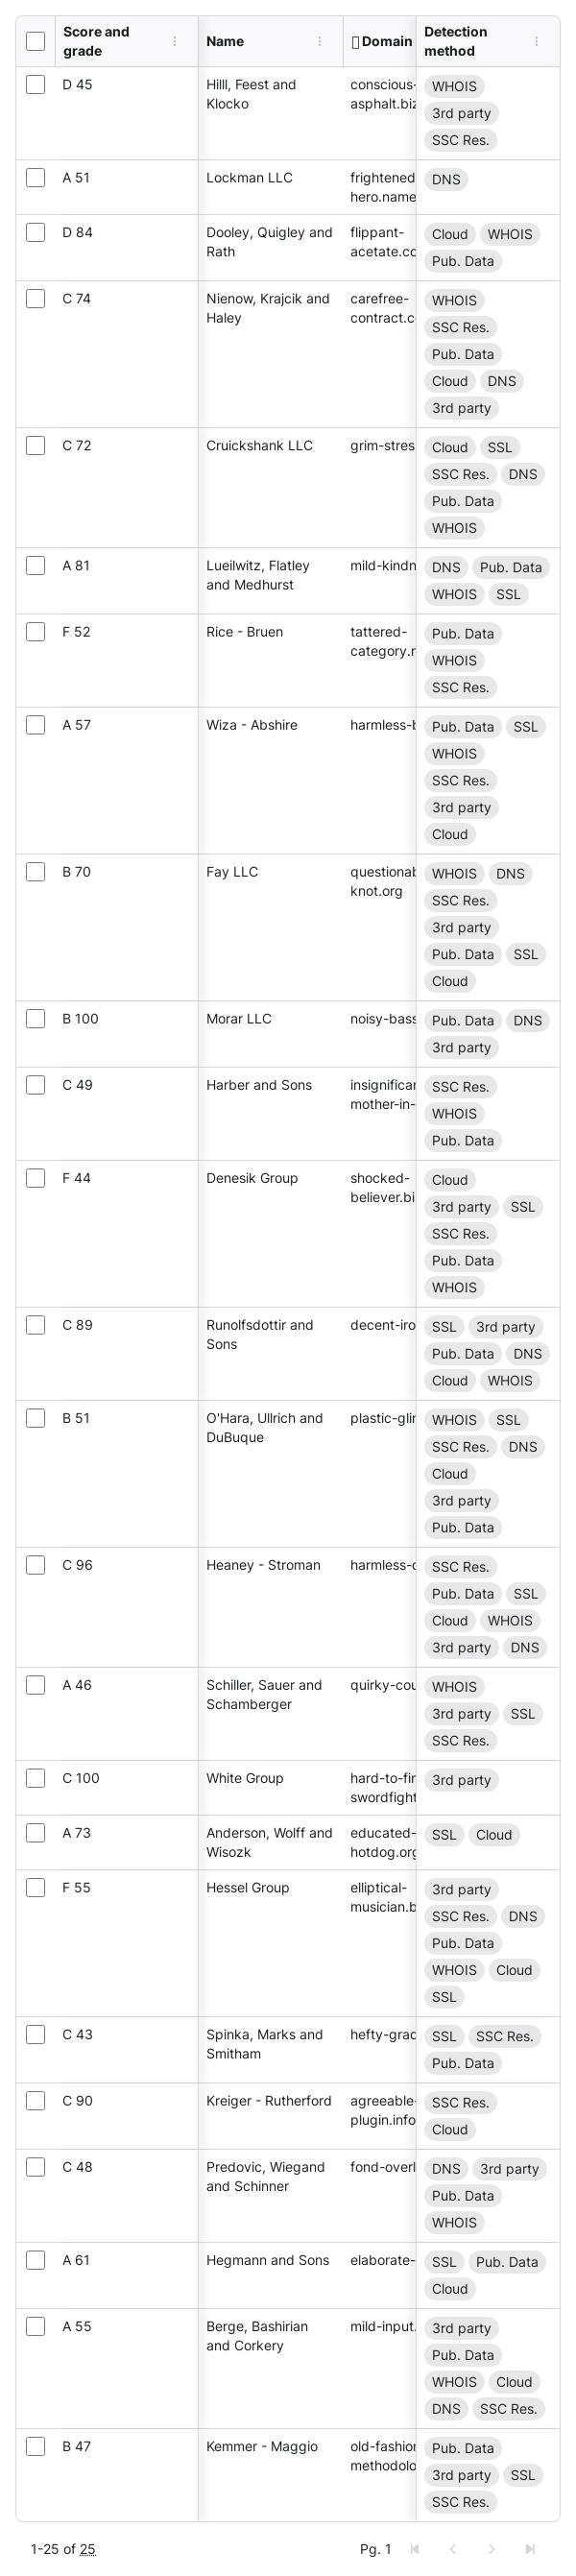 Score and grade Name Domain Detection method
D 45 Hilll, Feest and Klocko conscious-asphalt.biz WHOIS
3rd party
SSC Res.
A 51 Lockman LLC frightened hero.name DNS
D 84 Dooley, Quigley and Rath flippant-acetate.co Cloud WHOIS
Pub. Data
C 74 Nienow, Krajcik and Haley carefree-contract.c WHOIS
SSC Res.
Pub. Data
Cloud DNS
3rd party
C 72 Cruickshank LLC grim-stres Cloud SSL
SSC Res. DNS
Pub. Data
WHOIS
A 81 Lueilwitz, Flatley and Medhurst mild-kindn DNS Pub. Data
WHOIS SSL
F 52 Rice - Bruen tattered-category.r Pub. Data
WHOIS
SSC Res.
A 57 Wiza - Abshire harmless-b Pub. Data SSL
WHOIS
SSC Res.
3rd party
Cloud
B 70 Fay LLC questionab knot.org WHOIS DNS
SSC Res.
3rd party
Pub. Data SSL
Cloud
B 100 Morar LLC noisy-bass Pub. Data DNS
3rd party
C 49 Harber and Sons insignifican mother-in- SSC Res.
WHOIS
Pub. Data
F 44 Denesik Group shocked-believer.bi Cloud
3rd party SSL
SSC Res.
Pub. Data
WHOIS
C 89 Runolfsdottir and Sons decent-iro SSL 3rd party
Pub. Data DNS
Cloud WHOIS
B 51 O'Hara, Ullrich and DuBuque plastic-glin WHOIS SSL
SSC Res. DNS
Cloud
3rd party
Pub. Data
C 96 Heaney - Stroman harmless-c SSC Res.
Pub. Data SSL
Cloud WHOIS
3rd party DNS
A 46 Schiller, Sauer and Schamberger quirky-cou WHOIS
3rd party SSL
SSC Res.
C 100 White Group hard-to-fin swordfight 3rd party
A 73 Anderson, Wolff and Wisozk educated-hotdog.org SSL Cloud
F 55 Hessel Group elliptical-musician.b 3rd party
SSC Res. DNS
Pub. Data
WHOIS Cloud
SSL
C 43 Spinka, Marks and Smitham hefty-grac SSL SSC Res.
Pub. Data
C 90 Kreiger - Rutherford agreeable-plugin.info SSC Res.
Cloud
C 48 Predovic, Wiegand and Schinner fond-overl DNS 3rd party
Pub. Data
WHOIS
A 61 Hegmann and Sons elaborate- SSL Pub. Data
Cloud
A 55 Berge, Bashirian and Corkery mild-input. 3rd party
Pub. Data
WHOIS Cloud
DNS SSC Res.
B 47 Kemmer - Maggio old-fashion methodolo Pub. Data
3rd party SSL
SSC Res.
1-25 of 25 Pg. 1